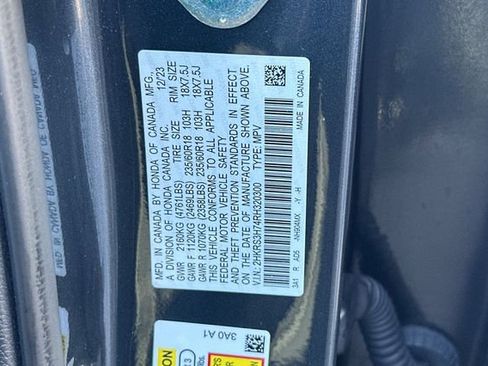 MFD. IN CANADA BY HONDA OF CANADA MFG., 12/23
A DIVISION OF HONDA CANADA INC.
TIRE SIZE RIM SIZE
GVWR 2160KG (4761LBS)
GAWR F 1120KG (2469LBS) 235/60R18 103H 18X7.5J
GAWR R 1070KG (2358LBS) 235/60R18 103H 18X7.5J
THIS VEHICLE CONFORMS TO ALL APPLICABLE
FEDERAL MOTOR VEHICLE SAFETY
AND THEFT PREVENTION STANDARDS IN EFFECT
ON THE DATE OF MANUFACTURE SHOWN ABOVE.
V.I.N.: 2HKRS3H74RH320000 TYPE: MPV
3A1 R AD5 -Y -H
MADE IN CANADA
3A0 A1